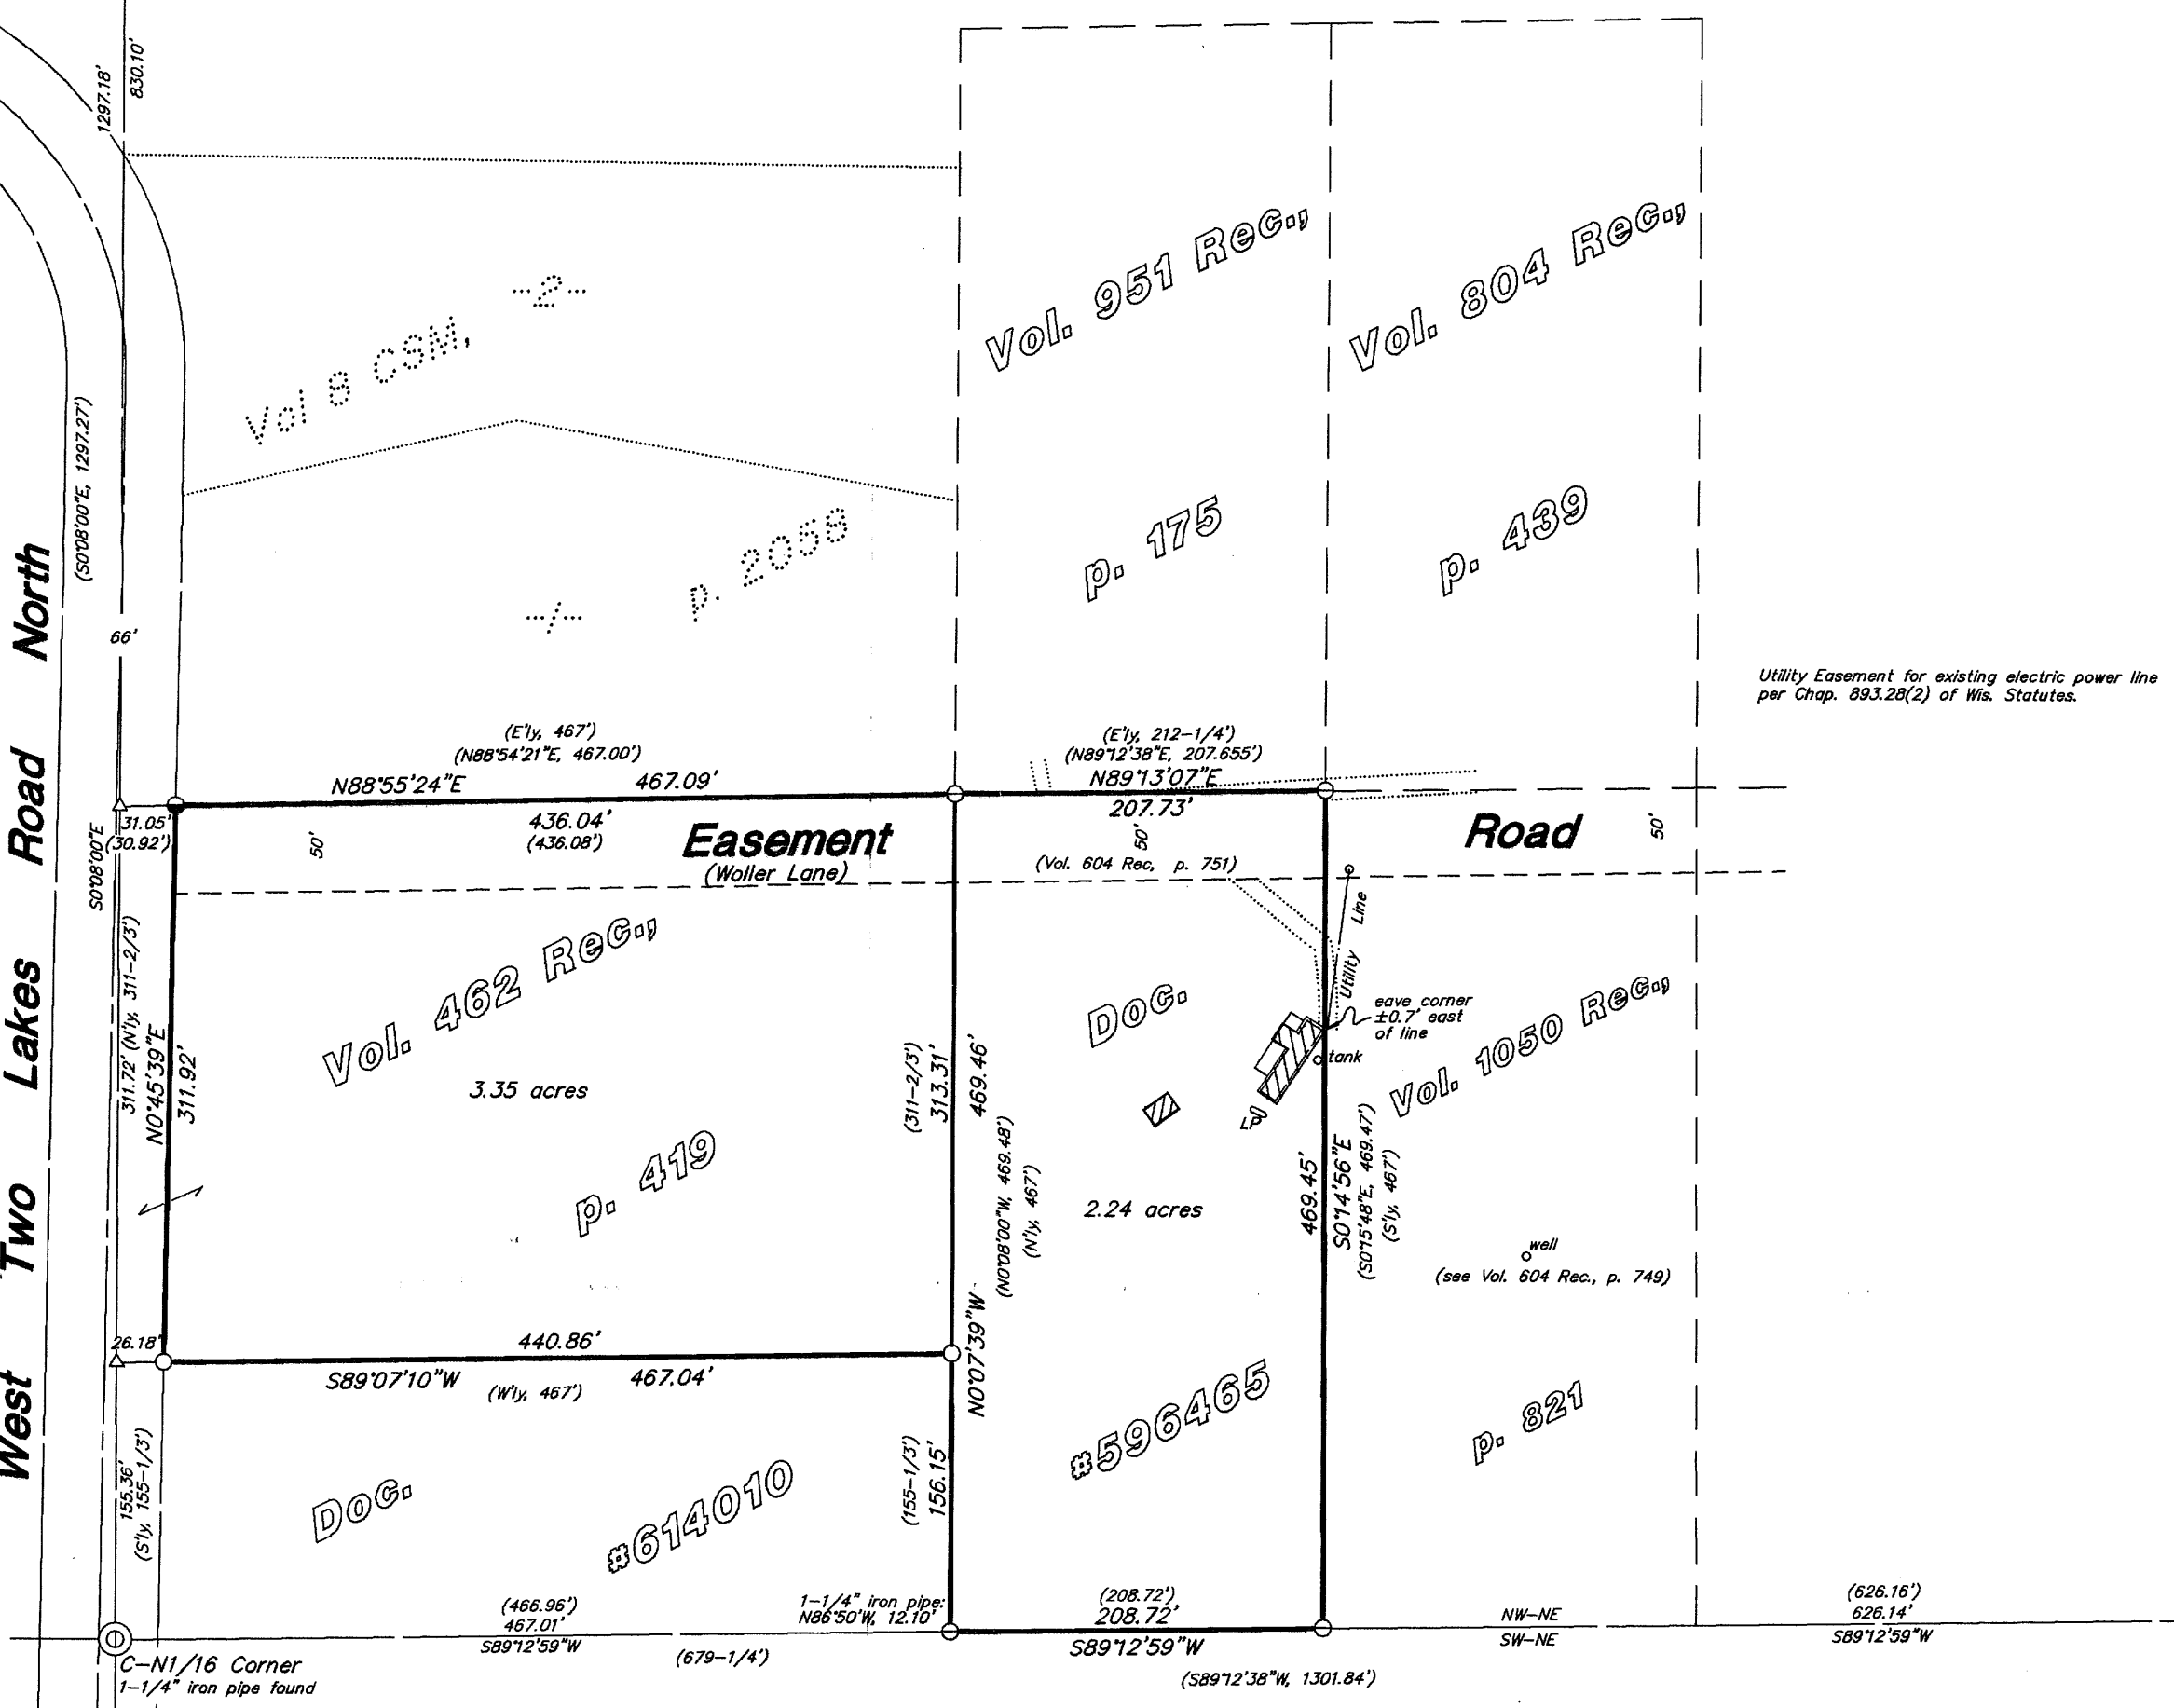 1297.18'
830.10'
Vol. 951 Rec.,
Vol. 804 Rec.,
-2-
Vol 8 CSM,
(S0°08'00"E, 1297.27')
p. 175
p. 439
p. 2058
-1-
66'
West Two Lakes Road North
Utility Easement for existing electric power line
per Chap. 893.28(2) of Wis. Statutes.
(E'ly, 467')
(N88°54'21"E, 467.00')
N88°55'24"E 467.09'
436.04'
(436.08')
(E'ly, 212-1/4')
(N89°12'38"E, 207.655')
N89°13'07"E
207.73'
31.05'
(30.92')
50'
Easement
(Woller Lane)
50'
(Vol. 604 Rec, p. 751)
Road
50'
S0°08'00"E
311.72' (N'ly, 311-2/3')
N0°45'39"E
311.92'
Vol. 462 Rec.,
3.35 acres
p. 419
(311-2/3')
313.31'
469.46'
(N0°08'00"W, 469.48')
(N'ly, 467')
N0°07'39"W
Doc.
Utility Line
eave corner
±0.7' east
of line
tank
LP
2.24 acres
469.45'
S0°14'56"E
(S0°15'48"E, 469.47')
(S'ly, 467')
Vol. 1050 Rec.,
well
(see Vol. 604 Rec., p. 749)
26.18'
440.86'
S89°07'10"W
(W'ly, 467')
467.04'
#596465
p. 821
155.36'
(S'ly, 155-1/3')
Doc.
#614010
(155-1/3')
156.15'
(466.96')
467.01'
S89°12'59"W
(679-1/4')
1-1/4" iron pipe:
N86°50'W, 12.10'
(208.72')
208.72'
S89°12'59"W
(S89°12'38"W, 1301.84')
NW-NE
SW-NE
(626.16')
626.14'
S89°12'59"W
C-N1/16 Corner
1-1/4" iron pipe found